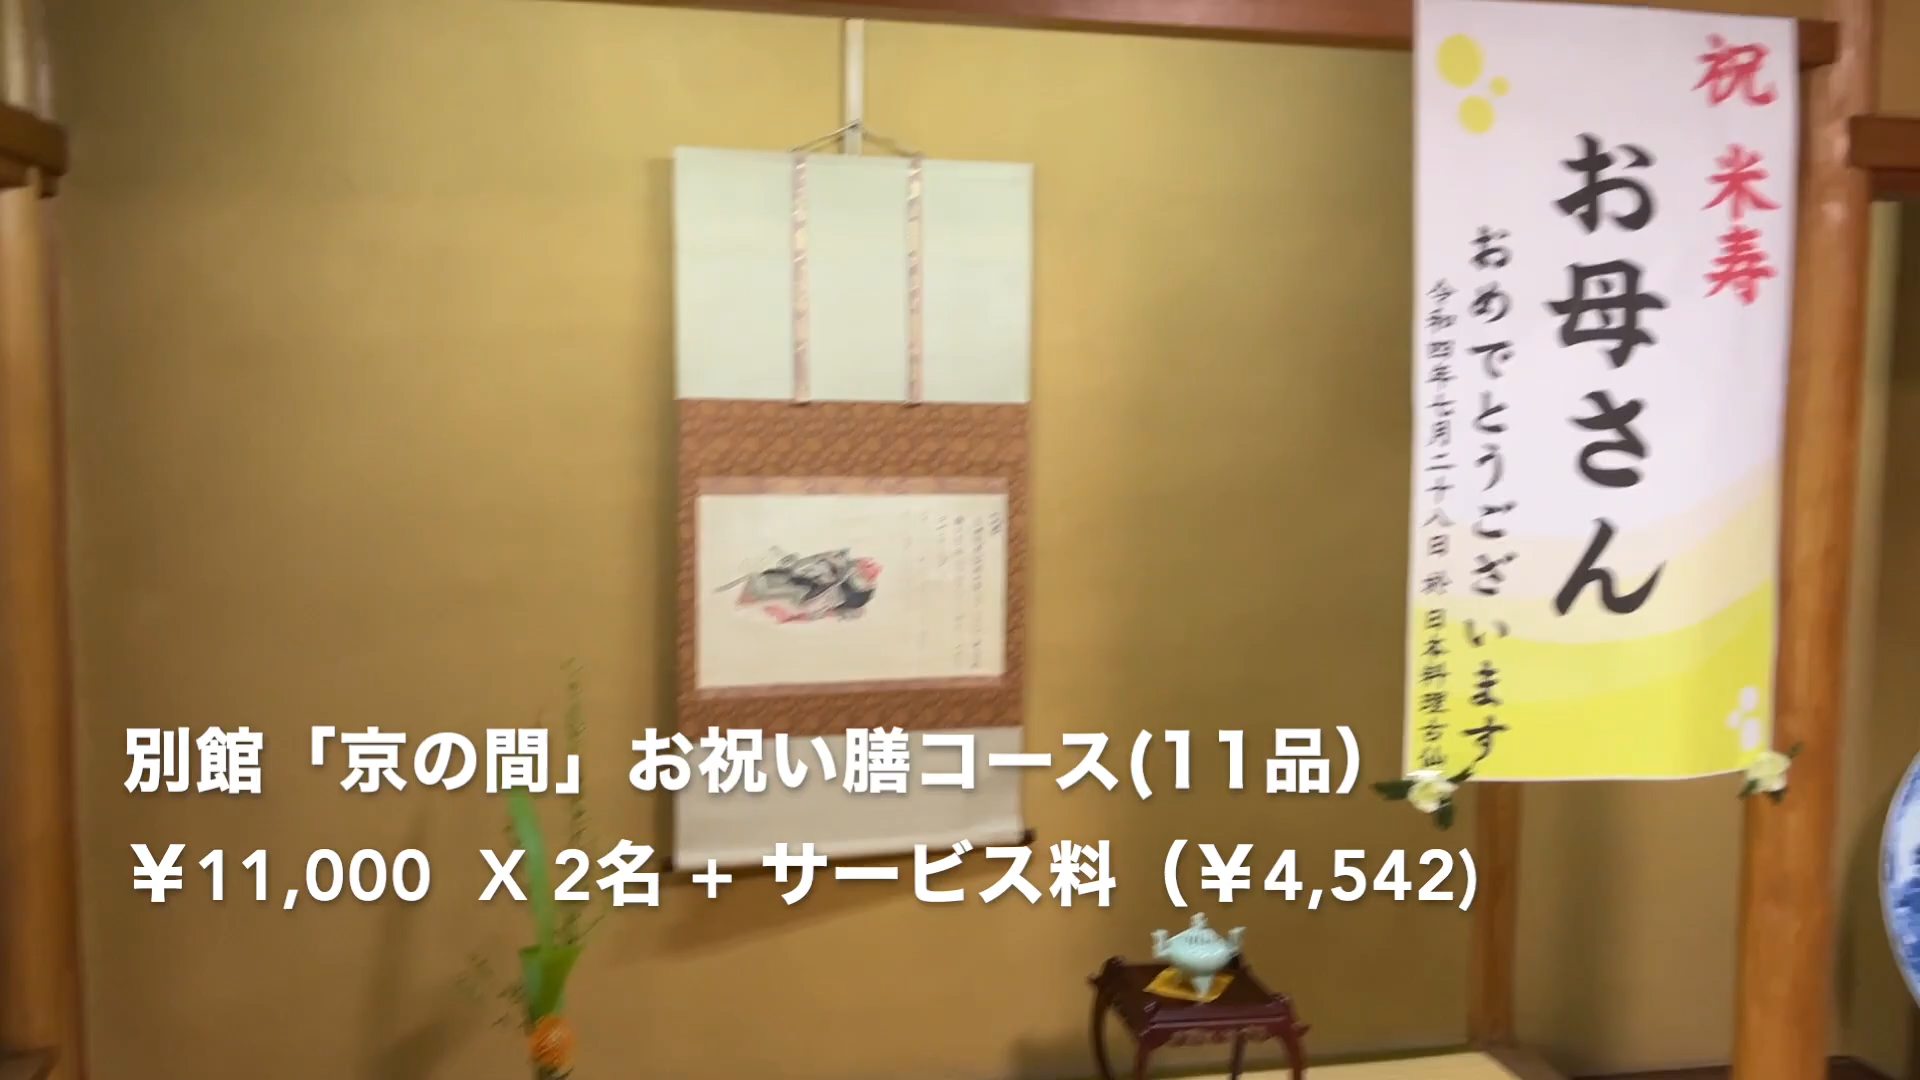 祝 米寿
お母さん
おめでとうございます
令和四年七月二十八日 於 日本料理古仙
別館「京の間」お祝い膳コース(11品）
￥11,000 X 2名 + サービス料（￥4,542)